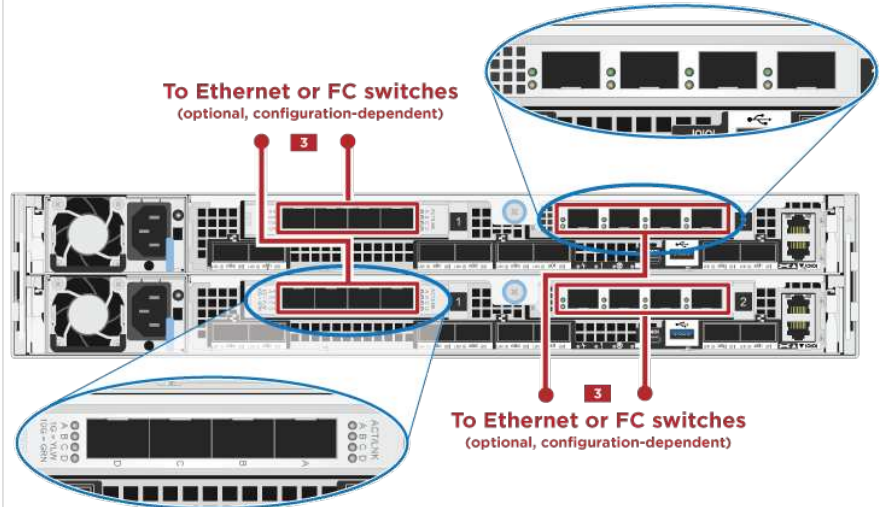 To Ethernet or FC switches
(optional, configuration-dependent)
3
1
2
1
2
3
To Ethernet or FC switches
(optional, configuration-dependent)
10G = GRN
1G = YLW
A B C D
D C B A
A B C D
ACT/LNK